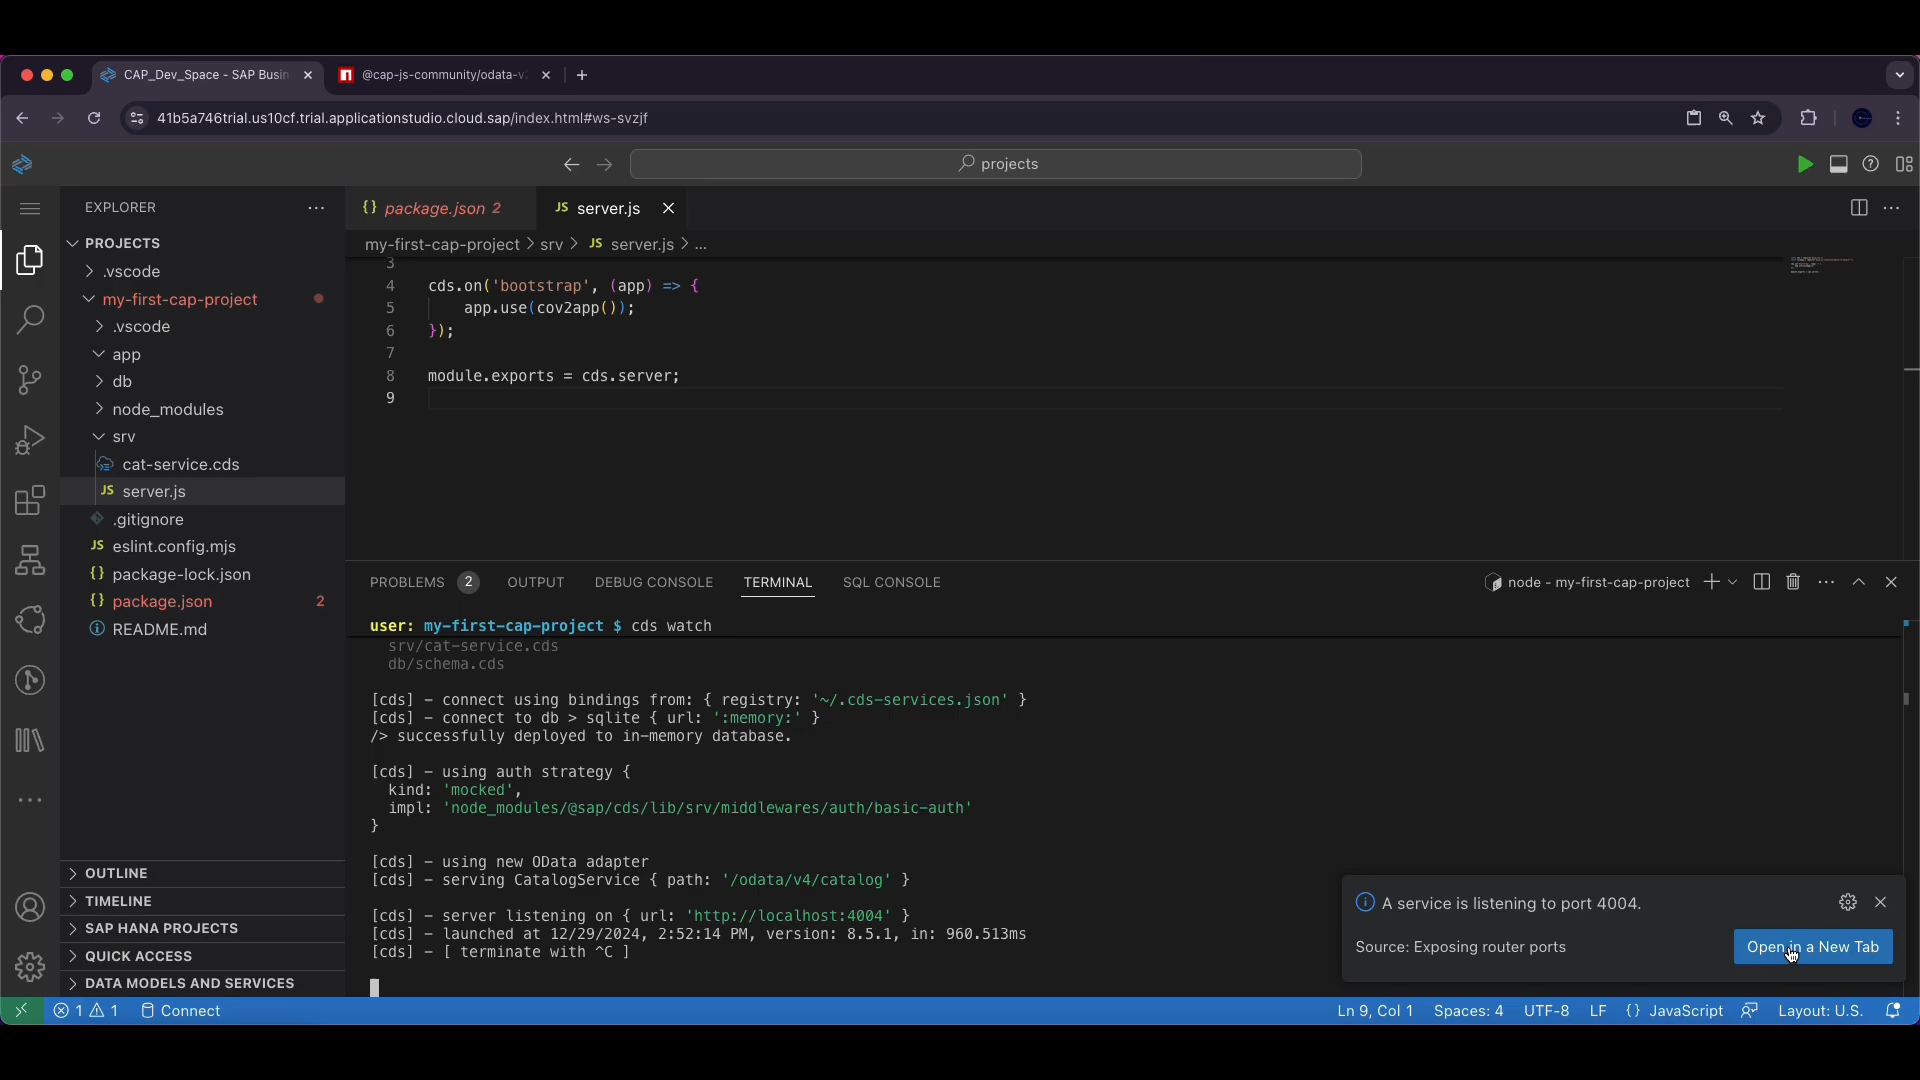 CAP_Dev_Space - SAP Busin
@cap-js-community/odata-v
41b5a746trial.us10cf.trial.applicationstudio.cloud.sap/index.html#ws-svzjf
projects
EXPLORER
PROJECTS
.vscode
my-first-cap-project
.vscode
app
db
node_modules
srv
cat-service.cds
JS server.js
.gitignore
JS eslint.config.mjs
{} package-lock.json
{} package.json 2
README.md
OUTLINE
TIMELINE
SAP HANA PROJECTS
QUICK ACCESS
DATA MODELS AND SERVICES
{} package.json 2
JS server.js
my-first-cap-project > srv > JS server.js > ...
3
4 cds.on('bootstrap', (app) => {
5 app.use(cov2app());
6 });
7
8 module.exports = cds.server;
9
PROBLEMS 2 OUTPUT DEBUG CONSOLE TERMINAL SQL CONSOLE
node - my-first-cap-project
user: my-first-cap-project $ cds watch
srv/cat-service.cds
db/schema.cds
[cds] - connect using bindings from: { registry: '~/.cds-services.json' }
[cds] - connect to db > sqlite { url: ':memory:' }
/> successfully deployed to in-memory database.
[cds] - using auth strategy {
kind: 'mocked',
impl: 'node_modules/@sap/cds/lib/srv/middlewares/auth/basic-auth'
}
[cds] - using new OData adapter
[cds] - serving CatalogService { path: '/odata/v4/catalog' }
[cds] - server listening on { url: 'http://localhost:4004' }
[cds] - launched at 12/29/2024, 2:52:14 PM, version: 8.5.1, in: 960.513ms
[cds] - [ terminate with ^C ]
A service is listening to port 4004.
Source: Exposing router ports
Open in a New Tab
1 1 Connect
Ln 9, Col 1 Spaces: 4 UTF-8 LF {} JavaScript Layout: U.S.